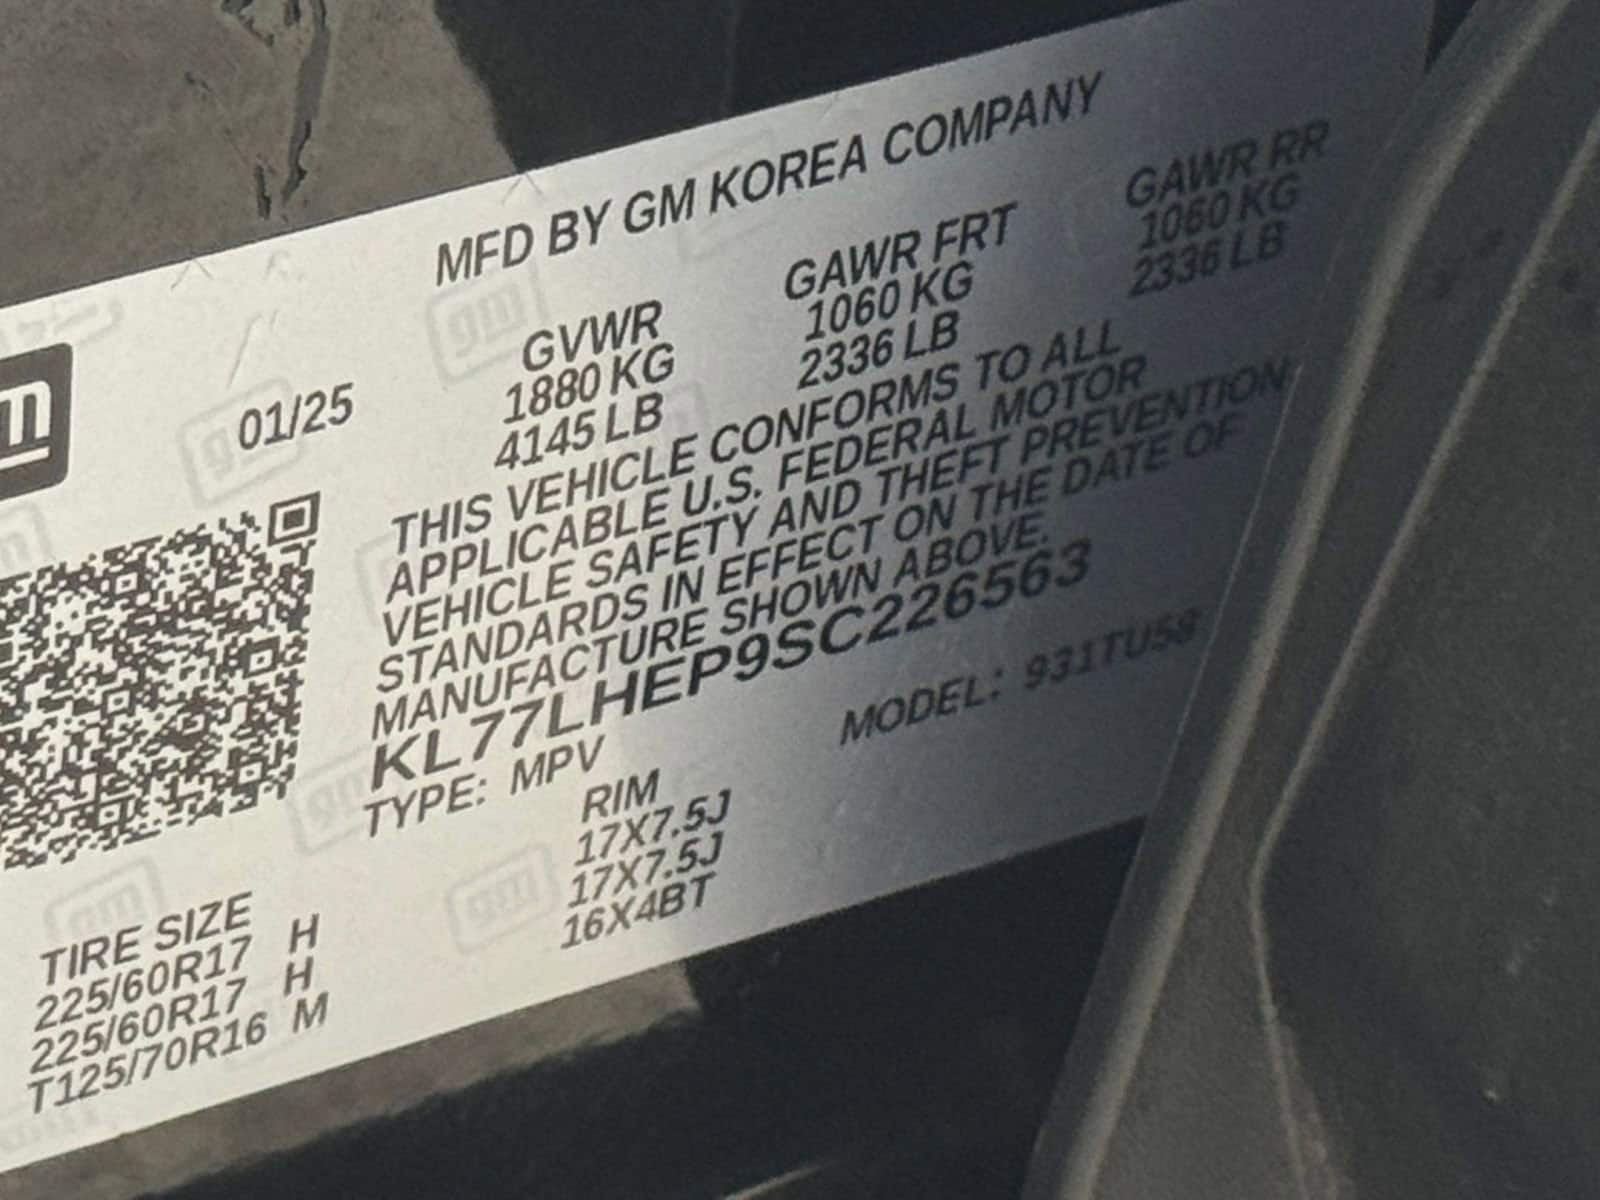 MFD BY GM KOREA COMPANY
gm
01/25
GVWR GAWR FRT GAWR RR
1880 KG 1060 KG 1060 KG
4145 LB 2336 LB 2336 LB
THIS VEHICLE CONFORMS TO ALL
APPLICABLE U.S. FEDERAL MOTOR
VEHICLE SAFETY AND THEFT PREVENTION
STANDARDS IN EFFECT ON THE DATE OF
MANUFACTURE SHOWN ABOVE.
KL77LHEP9SC226563
TYPE: MPV MODEL: 931TU58
TIRE SIZE RIM
225/60R17 H 17X7.5J
225/60R17 H 17X7.5J
T125/70R16 M 16X4BT